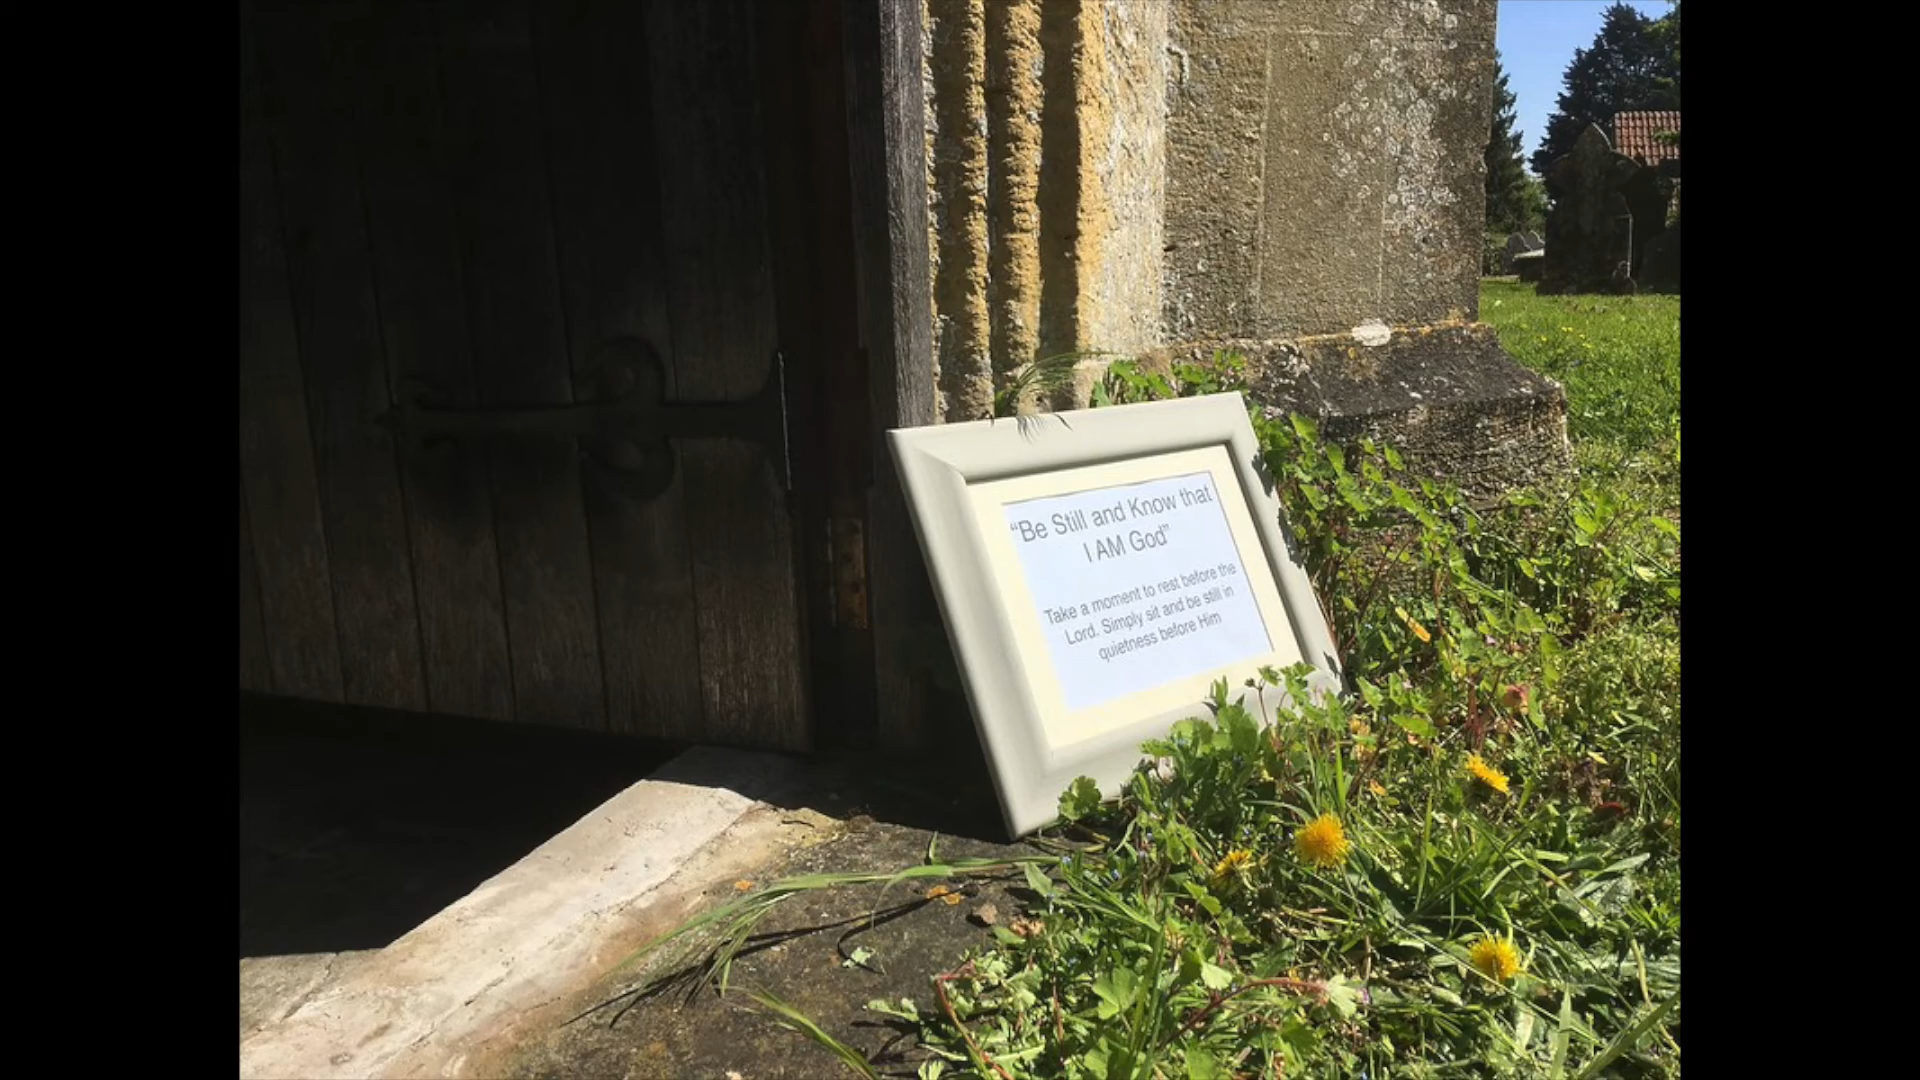 “Be Still and Know that
I AM God”
Take a moment to rest before the
Lord. Simply sit and be still in
quietness before Him